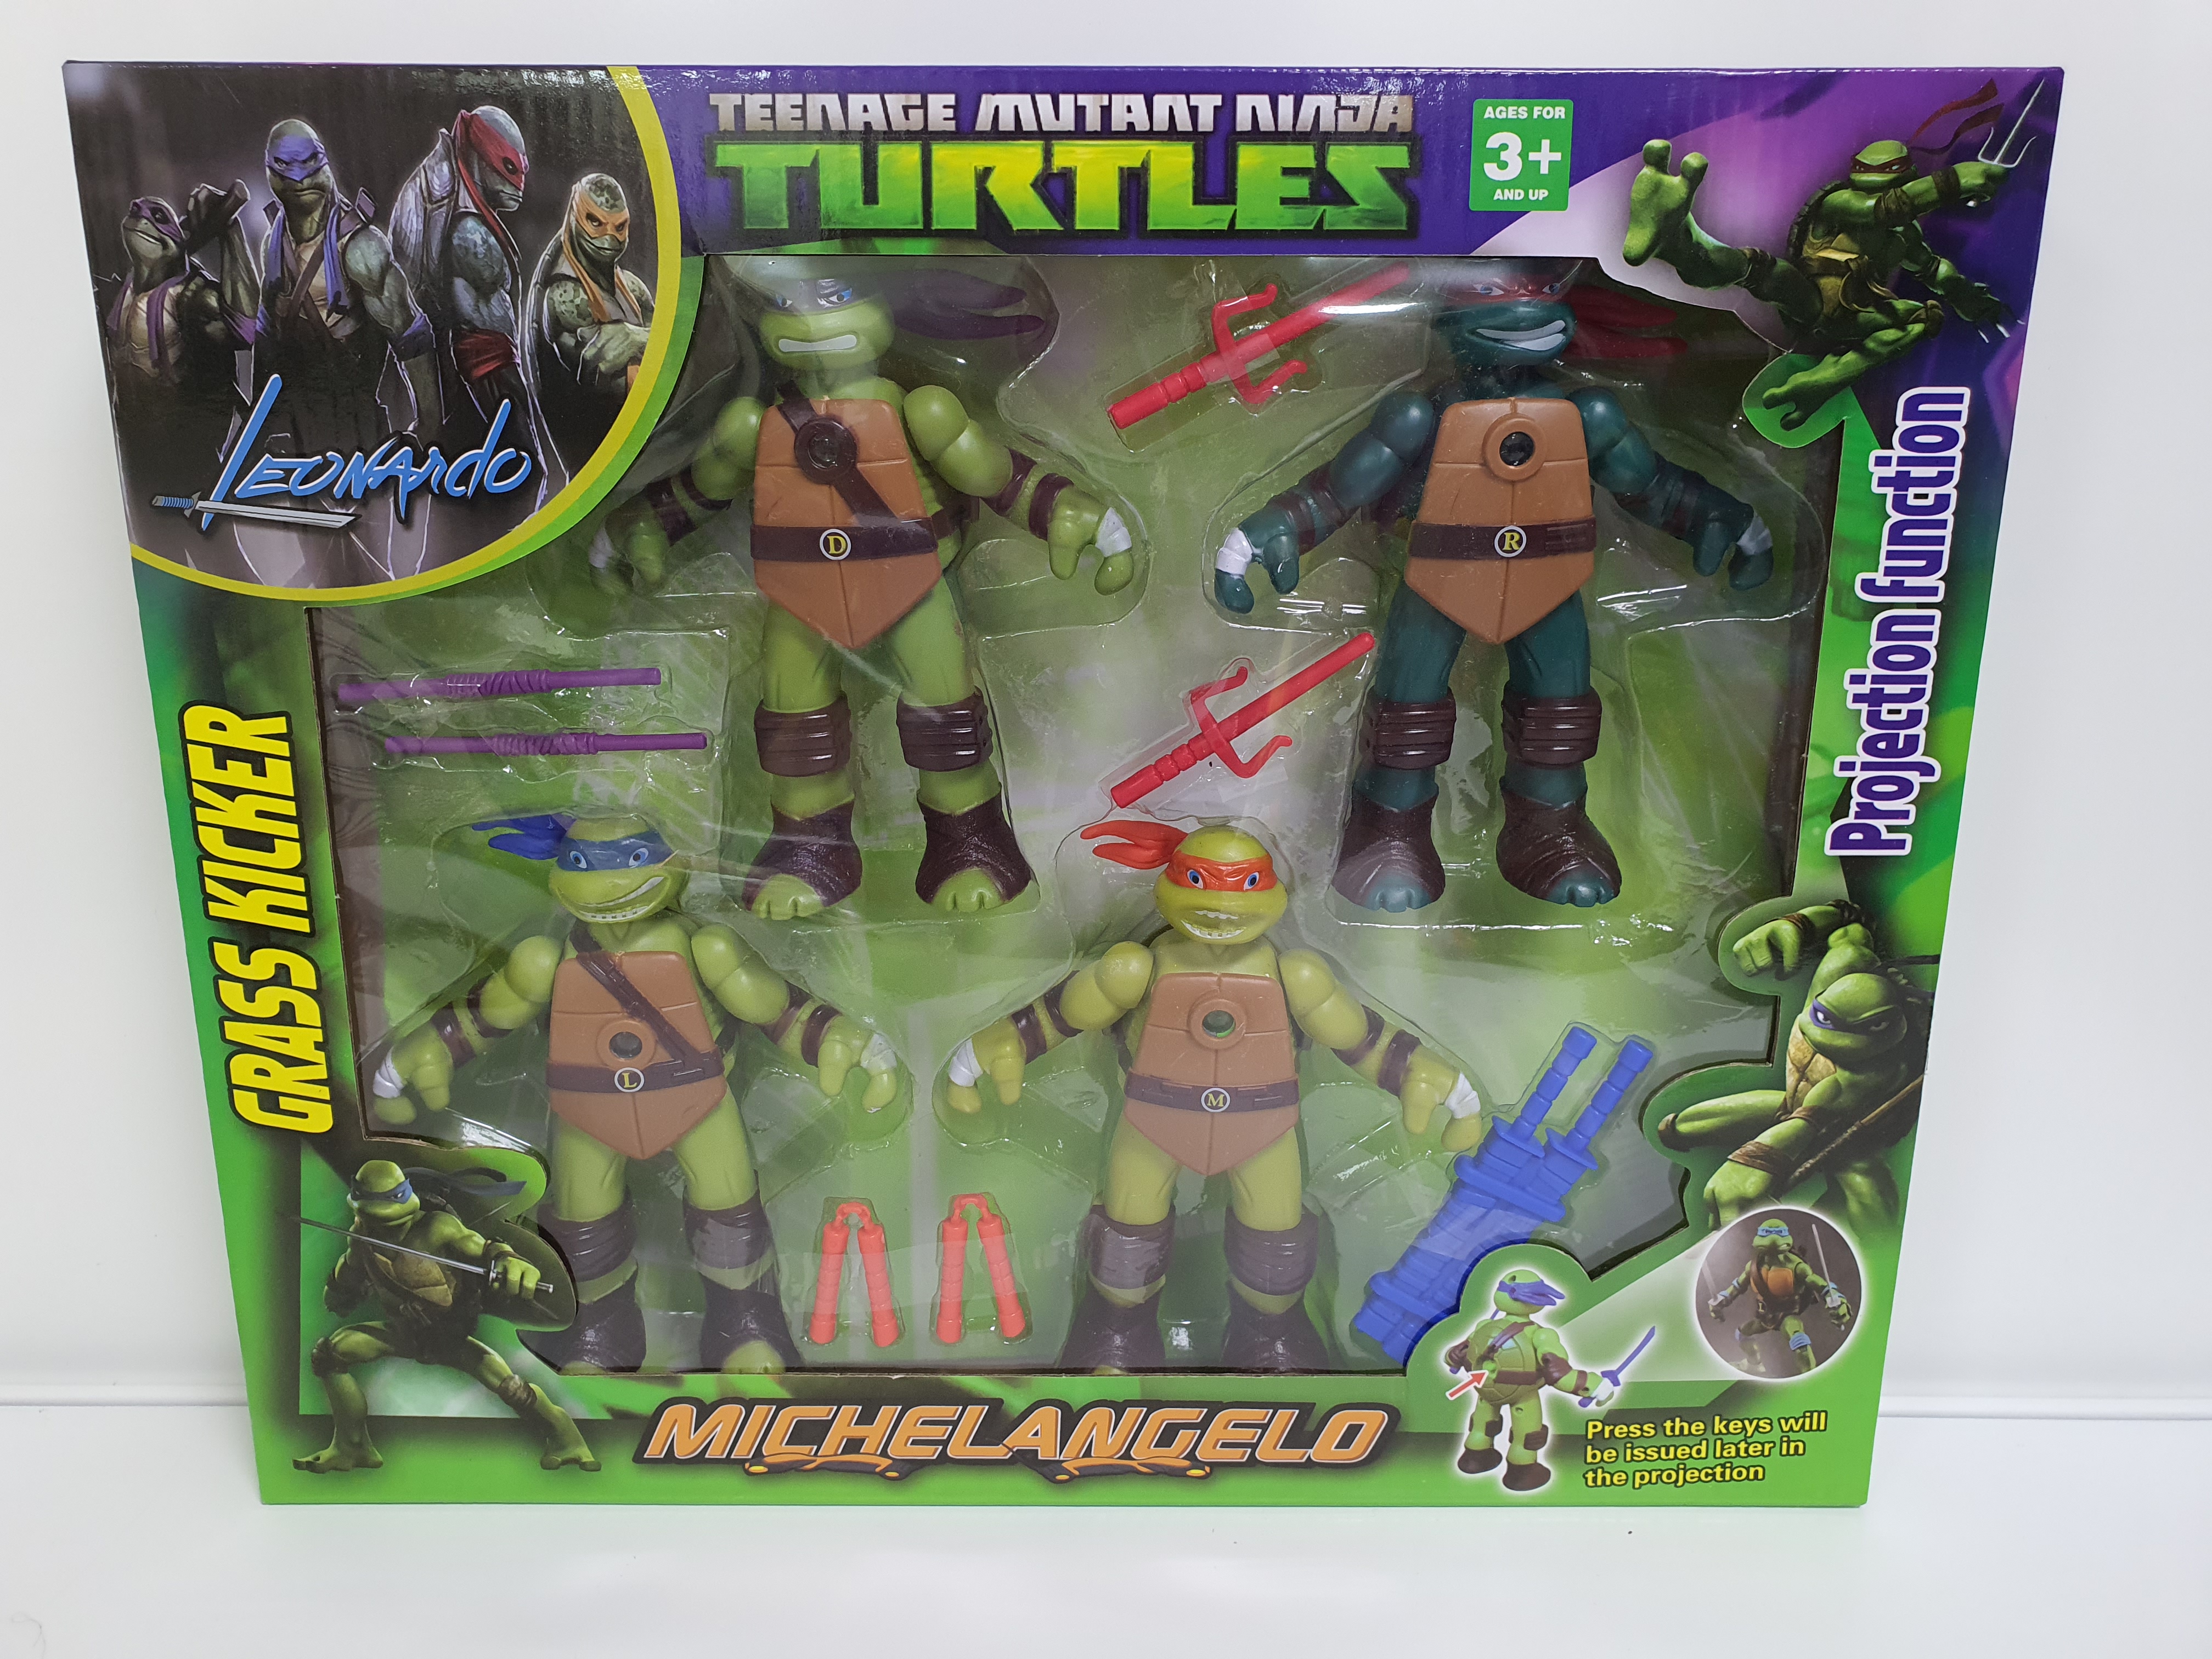 TEENAGE MUTANT NINJA
TURTLES
AGES FOR
3+
AND UP
LEONARDO
Projection function
GRASS KICKER
D
R
L
M
MICHELANGELO
Press the keys will
be issued later in
the projection